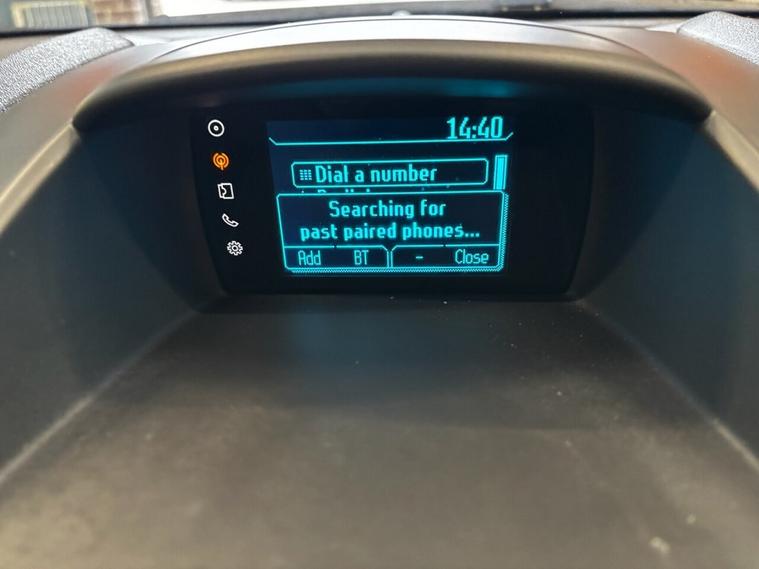 14:40
Dial a number
Searching for
past paired phones...
Add BT - Close